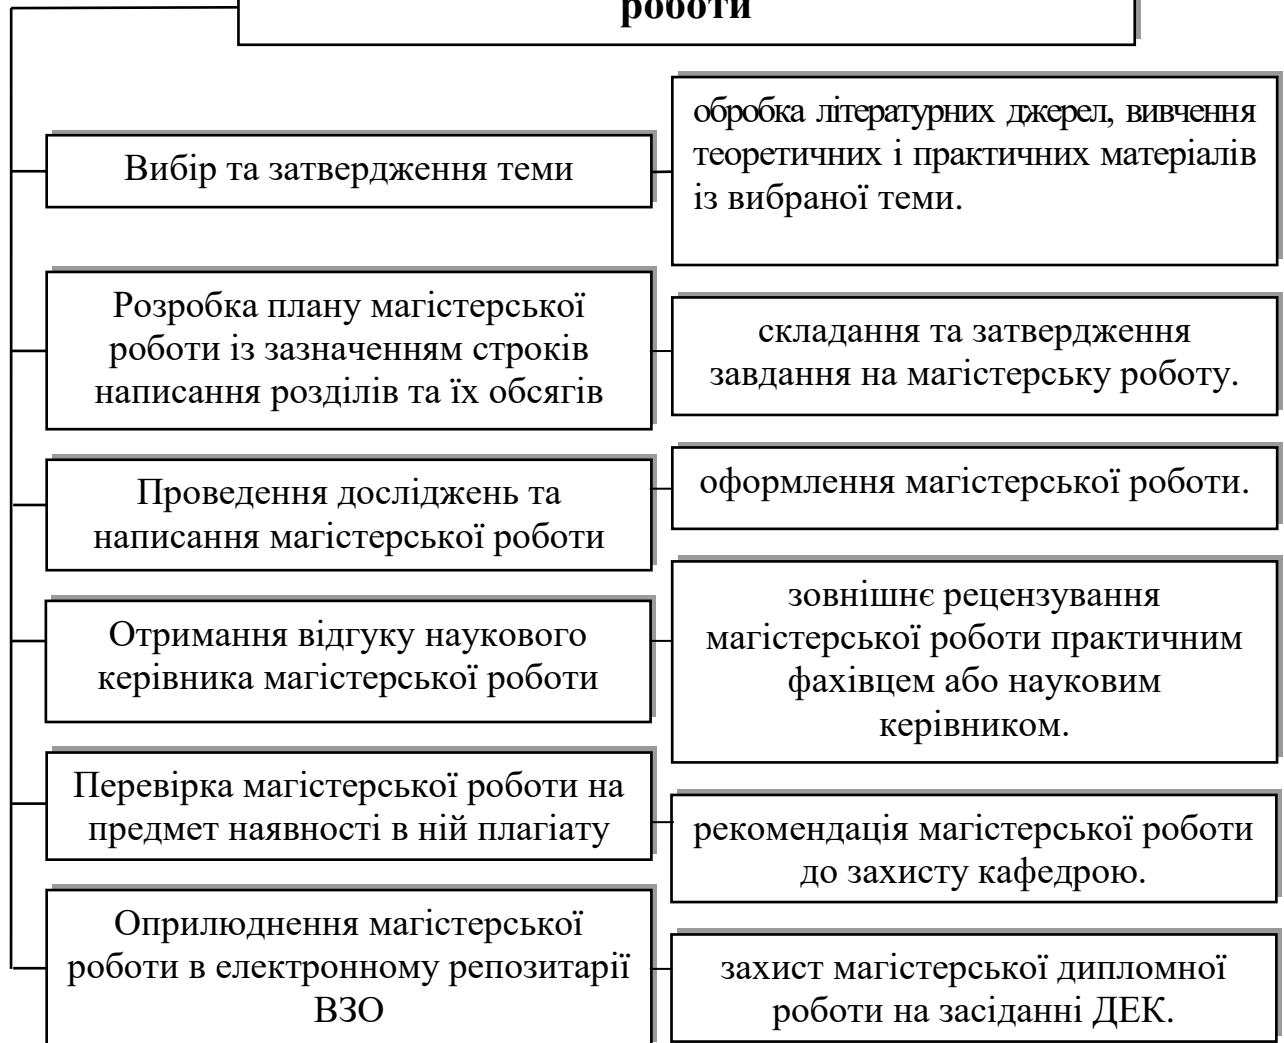 роботи
Вибір та затвердження теми
обробка літературних джерел, вивчення
теоретичних і практичних матеріалів
із вибраної теми.
Розробка плану магістерської
роботи із зазначенням строків
написання розділів та їх обсягів
складання та затвердження
завдання на магістерську роботу.
Проведення досліджень та
написання магістерської роботи
оформлення магістерської роботи.
Отримання відгуку наукового
керівника магістерської роботи
зовнішнє рецензування
магістерської роботи практичним
фахівцем або науковим
керівником.
Перевірка магістерської роботи на
предмет наявності в ній плагіату
рекомендація магістерської роботи
до захисту кафедрою.
Оприлюднення магістерської
роботи в електронному репозитарії
ВЗО
захист магістерської дипломної
роботи на засіданні ДЕК.